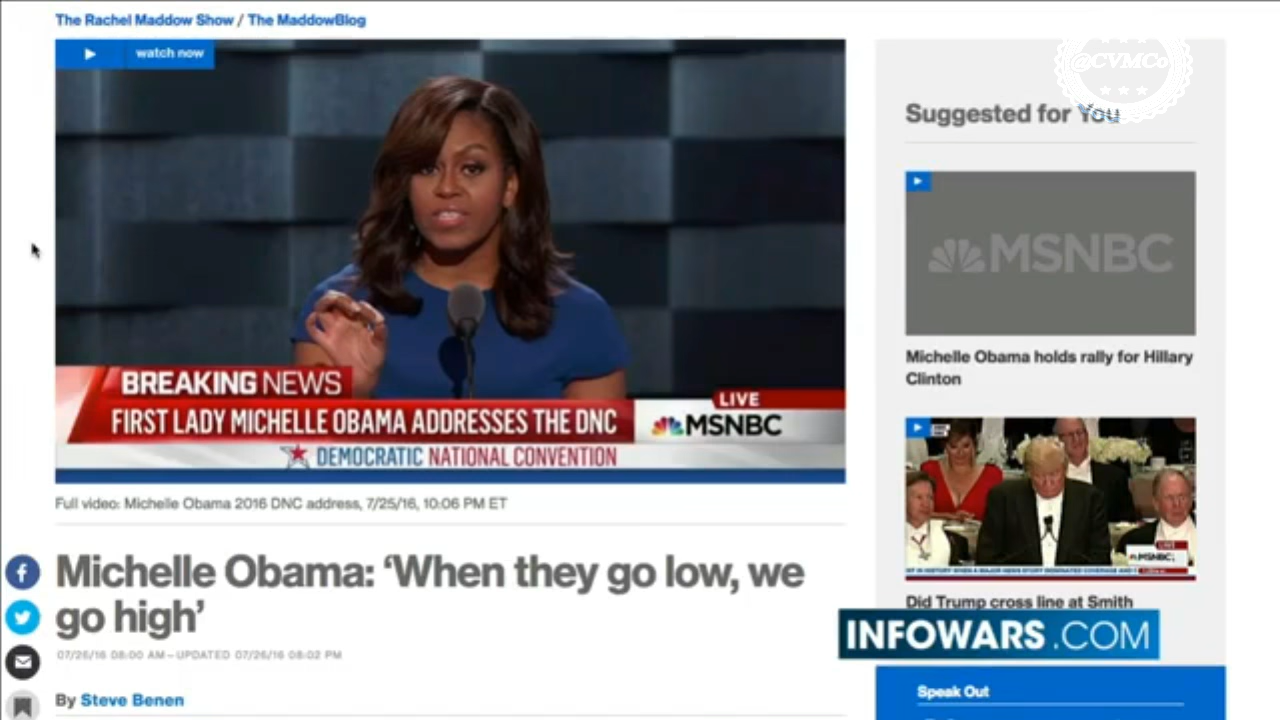 The Rachel Maddow Show / The MaddowBlog
watch now
@CVMCo
Suggested for You
MSNBC
Michelle Obama holds rally for Hillary
Clinton
BREAKING NEWS
LIVE
FIRST LADY MICHELLE OBAMA ADDRESSES THE DNC
MSNBC
DEMOCRATIC NATIONAL CONVENTION
Full video: Michelle Obama 2016 DNC address, 7/25/16, 10:06 PM ET
LIVE
MSNBC
Michelle Obama: ‘When they go low, we
go high’
Did Trump cross line at Smith
INFOWARS.COM
07/26/16 08:00 AM—UPDATED 07/26/16 08:02 PM
By Steve Benen
Speak Out